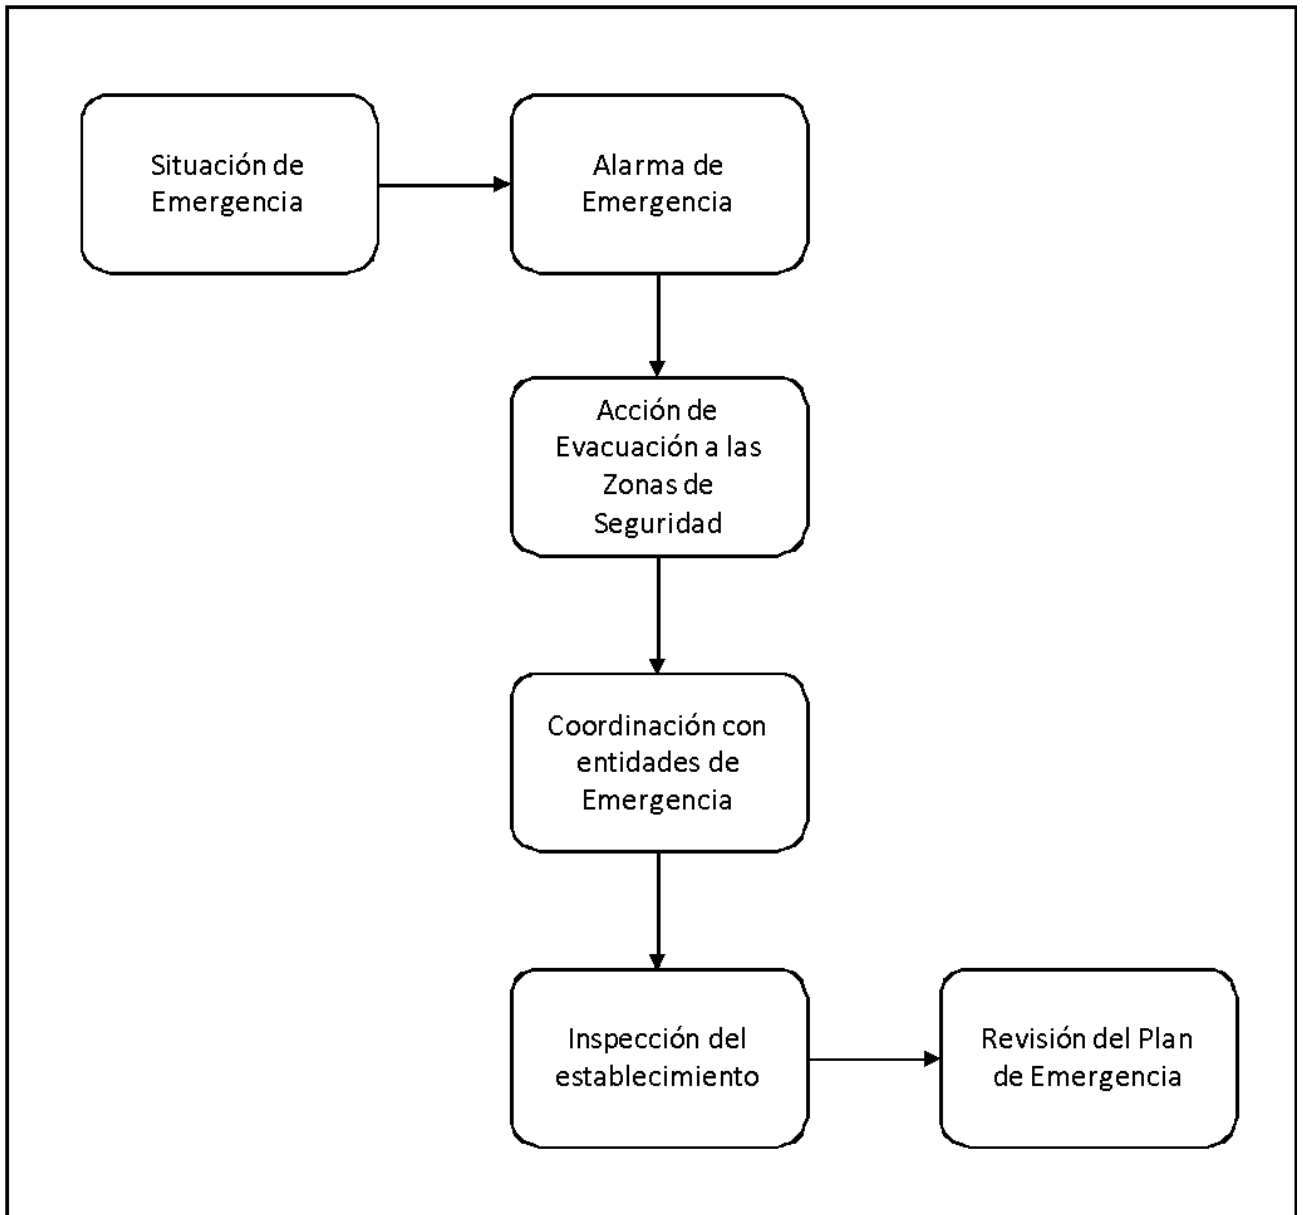 Situación de
Emergencia
Alarma de
Emergencia
Acción de
Evacuación a las
Zonas de
Seguridad
Coordinación con
entidades de
Emergencia
Inspección del
establecimiento
Revisión del Plan
de Emergencia